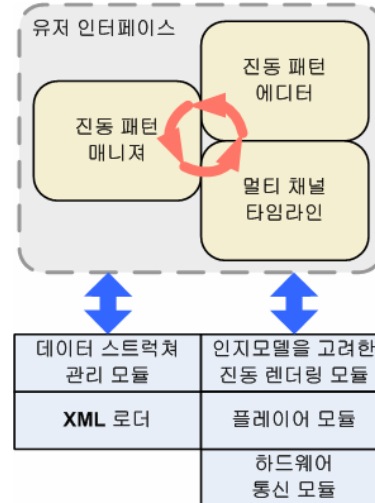 유저 인터페이스
진동 패턴
에디터
진동 패턴
매니져
멀티 채널
타임라인
데이터 스트럭쳐
관리 모듈
인지모델을 고려한
진동 렌더링 모듈
XML 로더
플레이어 모듈
하드웨어
통신 모듈